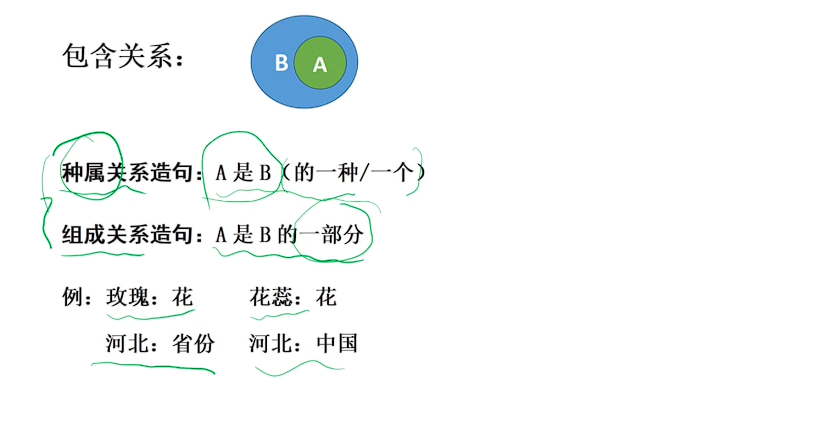 包含关系：
B A
种属关系造句：A 是 B（的一种/一个）
组成关系造句：A 是 B 的一部分
例：玫瑰：花 花蕊：花
河北：省份 河北：中国